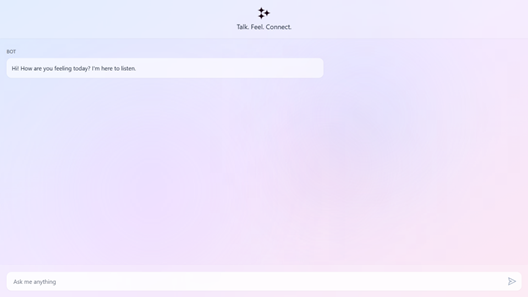 Talk. Feel. Connect.
BOT
Hi! How are you feeling today? I'm here to listen.
Ask me anything